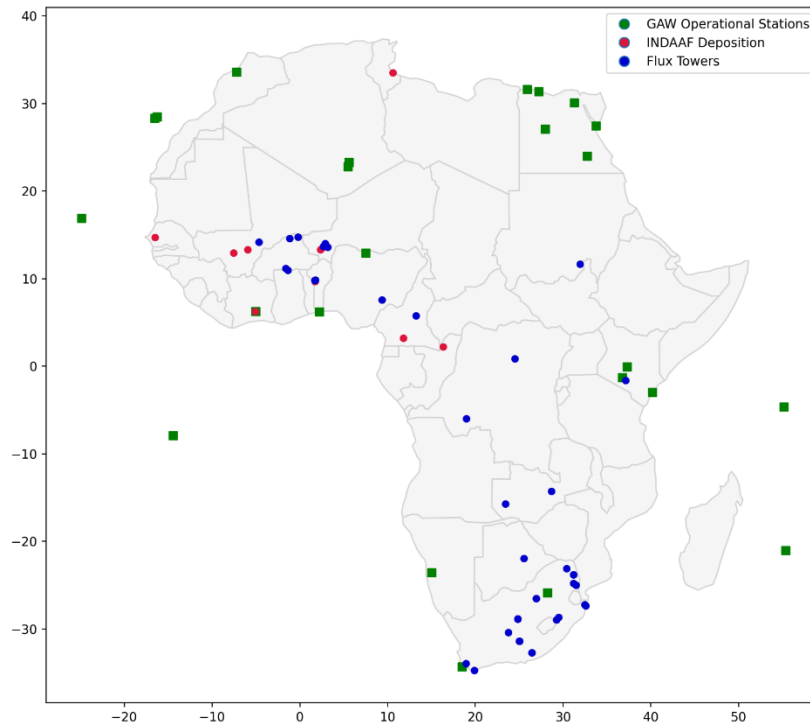 GAW Operational Stations
INDAAF Deposition
Flux Towers
40
30
20
10
0
−10
−20
−30
−20 −10 0 10 20 30 40 50